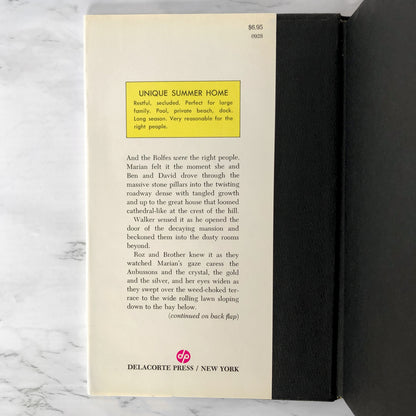 $6.95
0928
UNIQUE SUMMER HOME
Restful, secluded. Perfect for large
family. Pool, private beach, dock.
Long season. Very reasonable for the
right people.
And the Rolfes were the right people.
Marian felt it the moment she and
Ben and David drove through the
massive stone pillars into the twisting
roadway dense with tangled growth
and up to the great house that loomed
cathedral-like at the crest of the hill.
Walker sensed it as he opened the
door of the decaying mansion and
beckoned them into the dusty rooms
beyond.
Roz and Brother knew it as they
watched Marian's gaze caress the
Aubussons and the crystal, the gold
and the silver, and her eyes widen as
they swept over the weed-choked ter-
race to the wide rolling lawn sloping
down to the bay below.
(continued on back flap)
dp
DELACORTE PRESS / NEW YORK